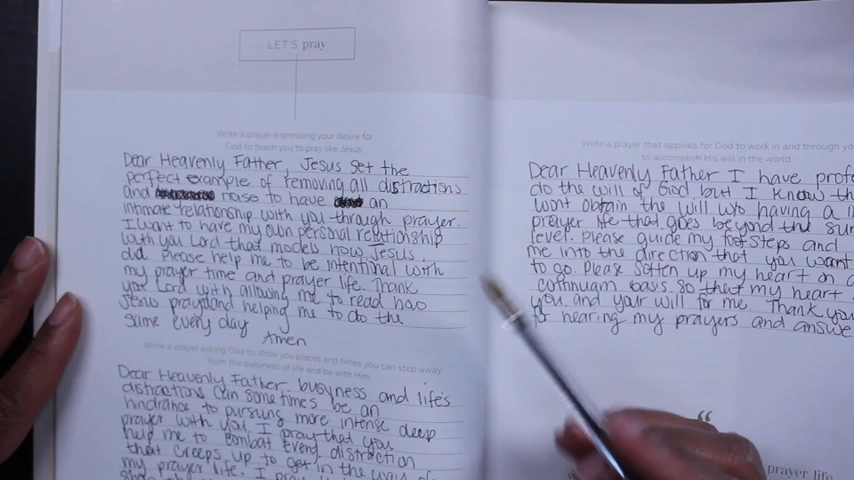 LET'S pray
Write a prayer expressing your desire for
God to teach you to pray like Jesus.
Dear Heavenly Father, Jesus set the
perfect example of removing all distractions
and noise to have an
intimate relationship with you through prayer.
I want to have my own personal relationship
with you Lord that models how Jesus
did. Please help me to be intentional with
my prayer time and prayer life. Thank
you Lord with allowing me to read how
Jesus prayed and helping me to do the
same every day
Amen
Write a prayer asking God to show you places and times you can step away
from the busyness of life and be with Him.
Dear Heavenly Father, busyness and life's
distractions can sometimes be an
hindrance to pursuing more intense deep
prayer with you. I pray that you
help me to combat every distraction
that creeps up to get in the way of
my prayer life. I
Write a prayer that appeals for God to work in and through you
to accomplish His will in the world.
Dear Heavenly Father I have
do the will of God but I know
wont obtain the will w/o having a
prayer life that goes beyond the
level. Please guide my footsteps and
me into the direction that you want
to go. Please soften up my heart on a
continuum basis so that my heart
you and your will for me. Thank you
for hearing my prayers and
“
prayer life